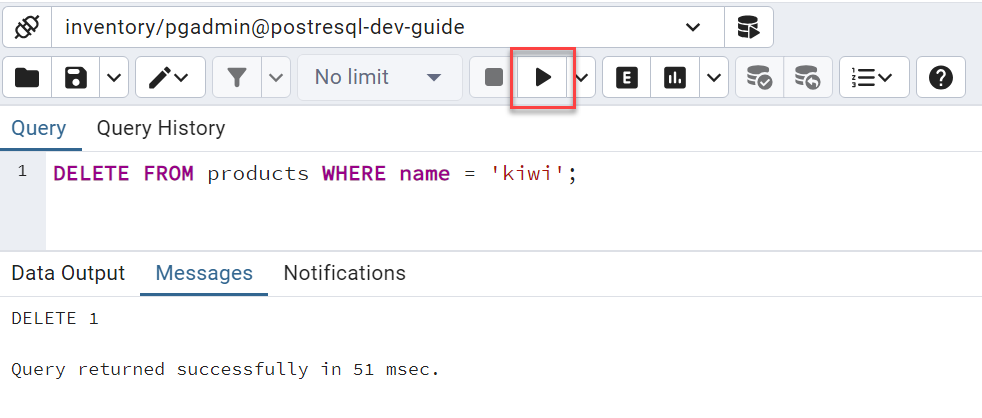 inventory/pgadmin@postresql-dev-guide
No limit
E
Query Query History
1 DELETE FROM products WHERE name = 'kiwi';
Data Output Messages Notifications
DELETE 1
Query returned successfully in 51 msec.